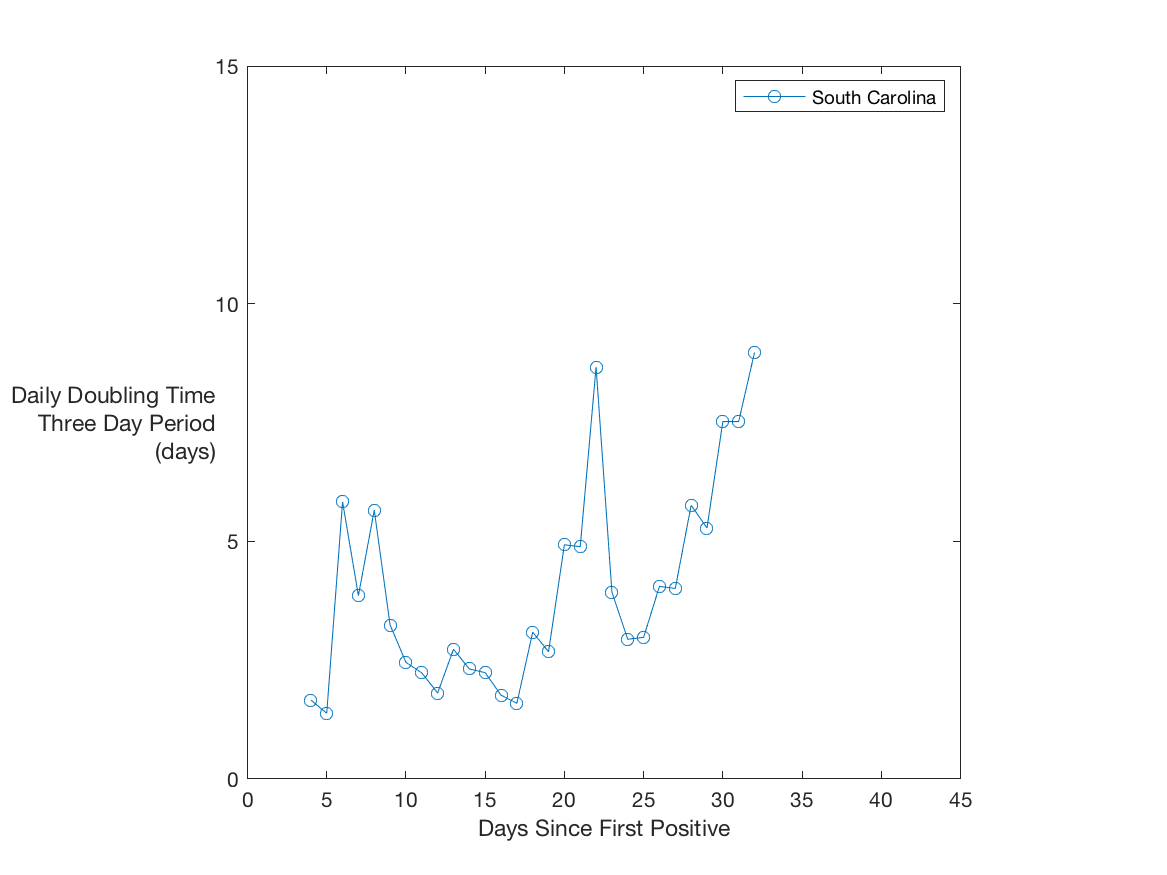 15
South Carolina
10
Daily Doubling Time
Three Day Period
(days)
5
0
0 5 10 15 20 25 30 35 40 45
Days Since First Positive